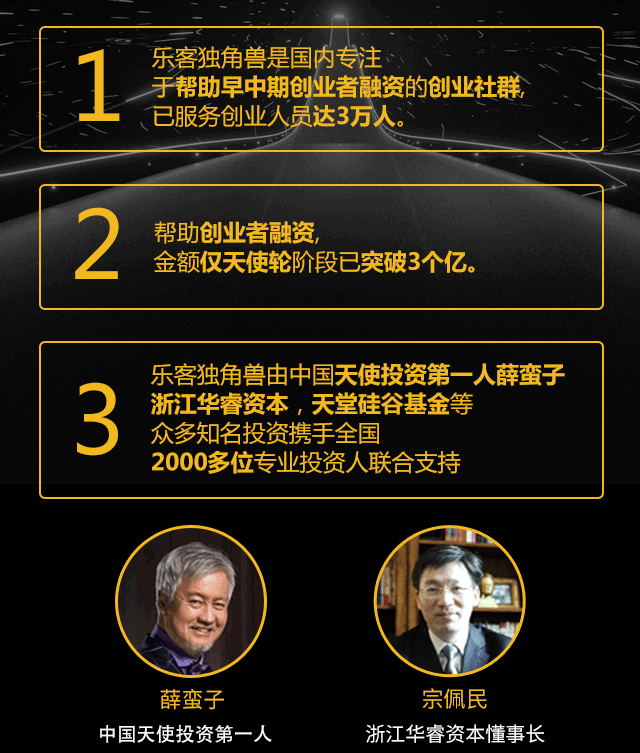 1
乐客独角兽是国内专注
于帮助早中期创业者融资的创业社群,
已服务创业人员达3万人。
2
帮助创业者融资,
金额仅天使轮阶段已突破3个亿。
3
乐客独角兽由中国天使投资第一人薛蛮子
浙江华睿资本，天堂硅谷基金等
众多知名投资携手全国
2000多位专业投资人联合支持
薛蛮子
中国天使投资第一人
宗佩民
浙江华睿资本懂事长